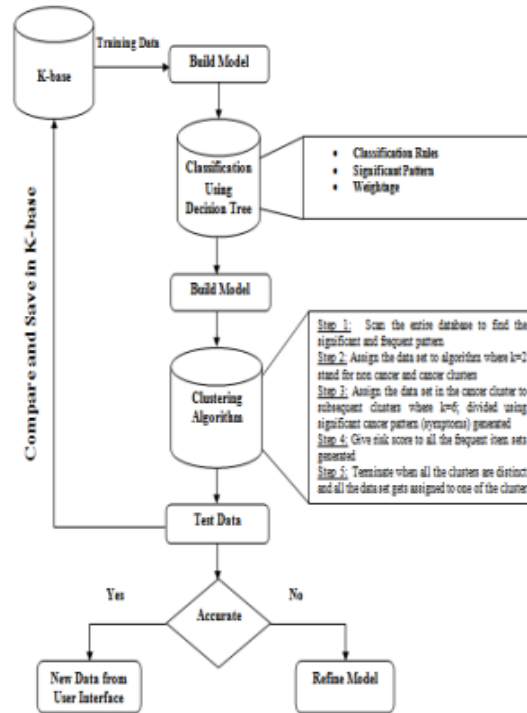 Training Data
K-base
Build Model
Classification
Using
Decision Tree
• Classification Rules
• Significant Pattern
• Weightage
Build Model
Clustering
Algorithm
Step 1: Scan the entire database to find the
significant and frequent pattern
Step 2: Assign the data set to algorithm where k=2
stand for non cancer and cancer clusters
Step 3: Assign the data set in the cancer cluster to
subsequent clusters where k=6; divided using
significant cancer pattern (symptoms) generated
Step 4: Give risk score to all the frequent item sets
generated
Step 5: Terminate when all the clusters are distinct
and all the data set gets assigned to one of the cluster
Compare and Save in K-base
Test Data
Accurate
Yes
No
New Data from
User Interface
Refine Model